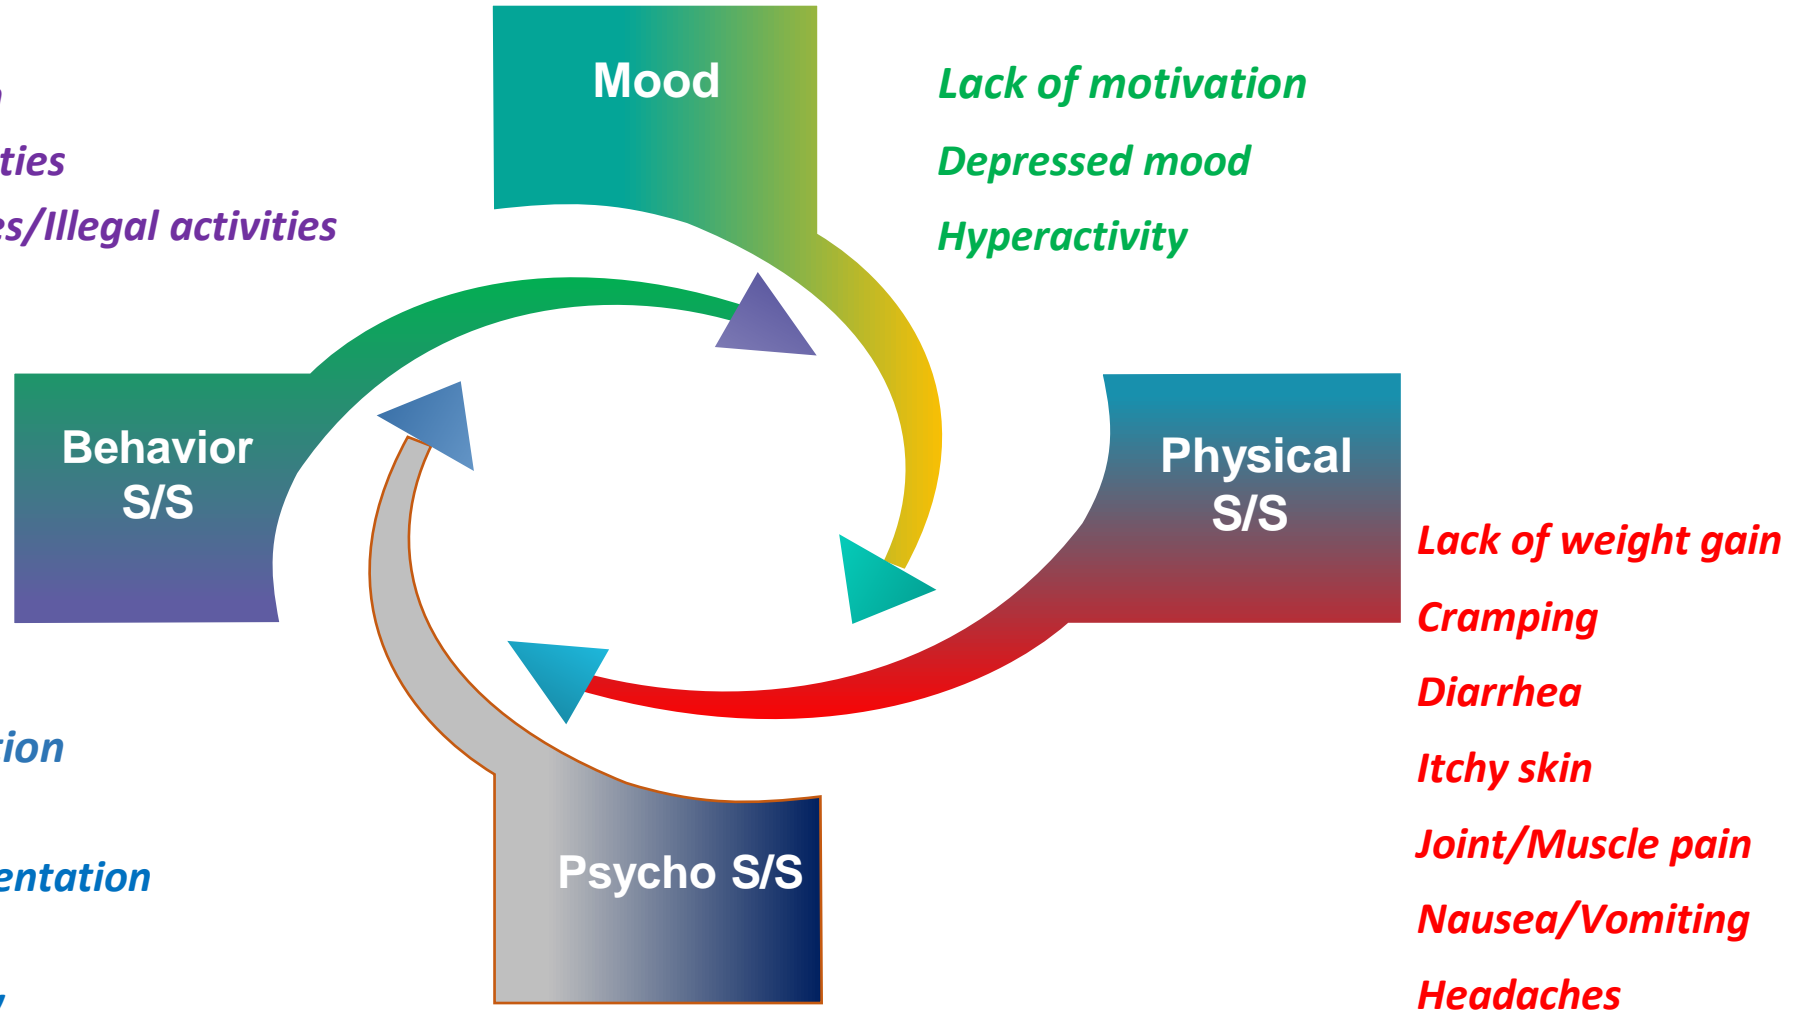 Mood
Lack of motivation
Depressed mood
Hyperactivity
ties
es/Illegal activities
Behavior
S/S
Physical
S/S
Lack of weight gain
Cramping
Diarrhea
Itchy skin
Joint/Muscle pain
Nausea/Vomiting
Headaches
tion
entation
Psycho S/S